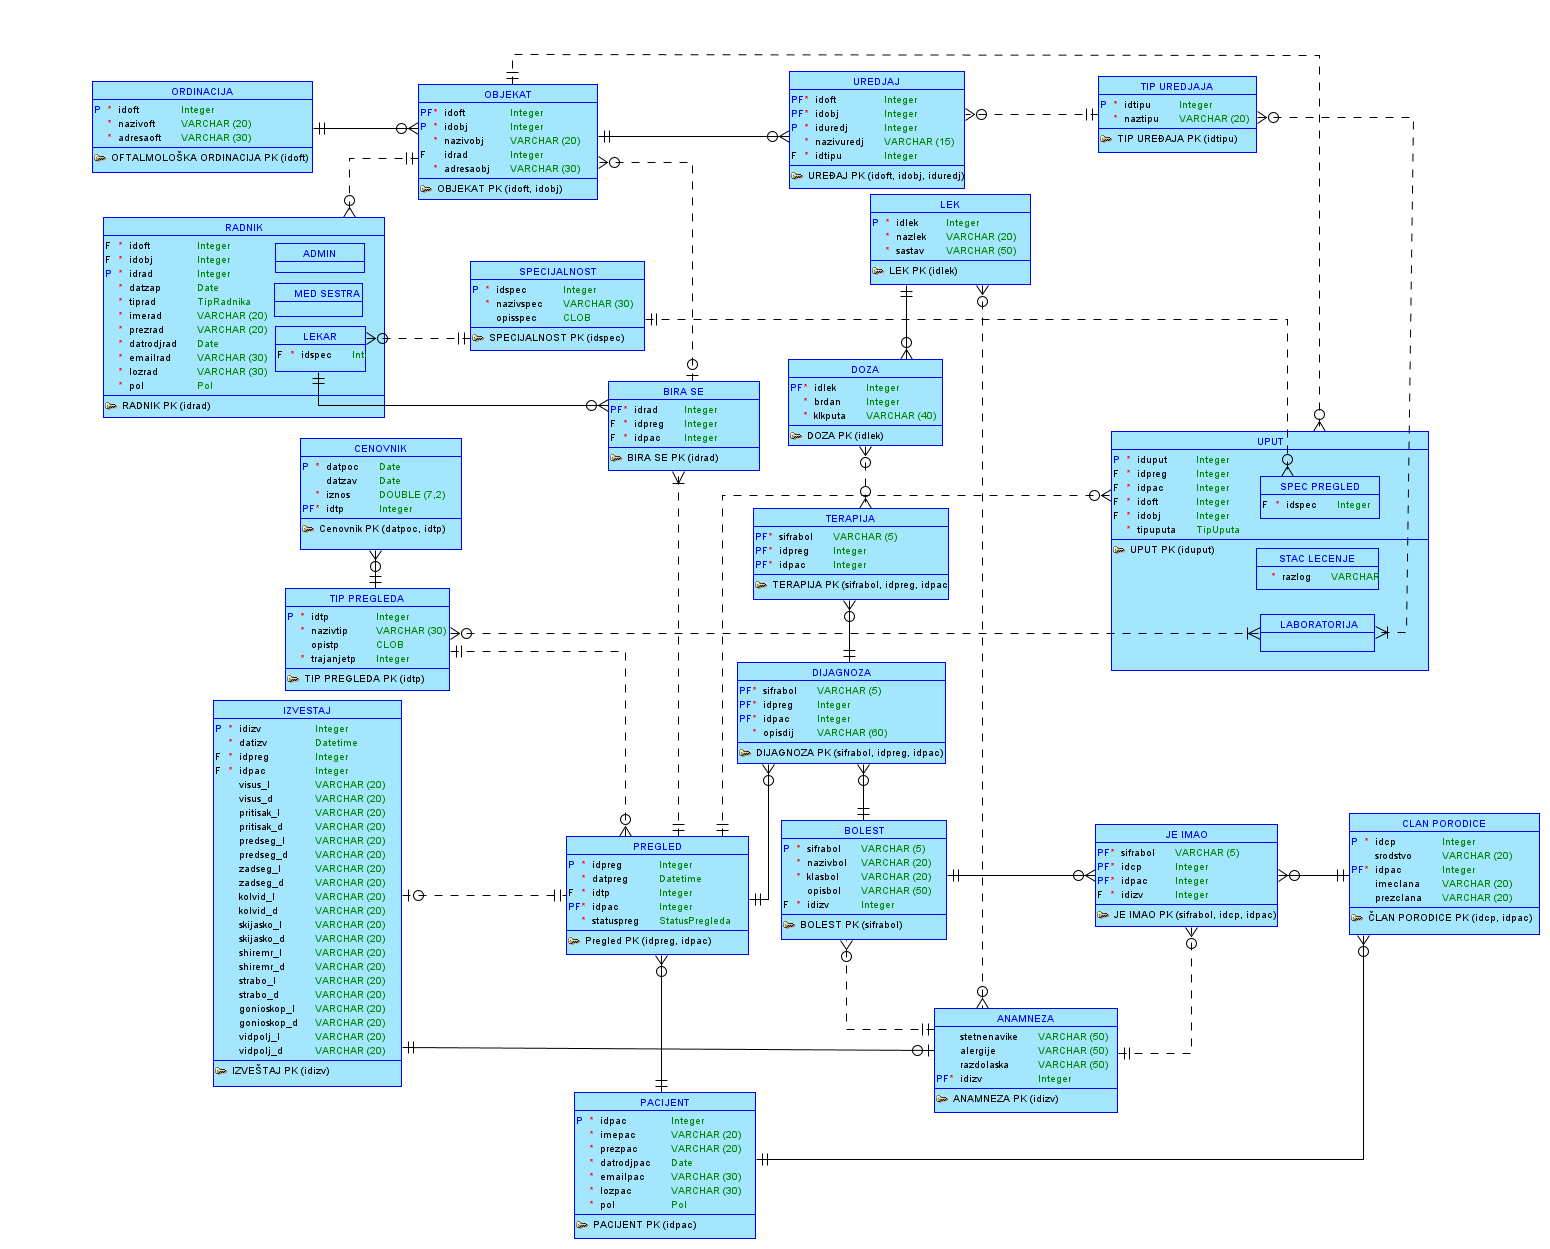 ORDINACIJA
P * idoft Integer
* nazivoft VARCHAR (20)
* adresaoft VARCHAR (30)
OFTALMOLOŠKA ORDINACIJA PK (idoft)
OBJEKAT
PF* idoft Integer
P * idobj Integer
* nazivobj VARCHAR (20)
F idrad Integer
* adresaobj VARCHAR (30)
OBJEKAT PK (idoft, idobj)
UREDJAJ
PF* idoft Integer
PF* idobj Integer
P * iduredj Integer
* nazivuredj VARCHAR (15)
F * idtipu Integer
UREĐAJ PK (idoft, idobj, iduredj)
TIP UREDJAJA
P * idtipu Integer
* naztipu VARCHAR (20)
TIP UREĐAJA PK (idtipu)
RADNIK
F * idoft Integer
F * idobj Integer
P * idrad Integer
* datzap Date
* tiprad TipRadnika
* imerad VARCHAR (20)
* prezrad VARCHAR (20)
* datrodjrad Date
* emailrad VARCHAR (30)
* lozrad VARCHAR (30)
* pol Pol
RADNIK PK (idrad)
ADMIN
MED SESTRA
LEKAR
F * idspec Int
SPECIJALNOST
P * idspec Integer
* nazivspec VARCHAR (30)
opisspec CLOB
SPECIJALNOST PK (idspec)
LEK
P * idlek Integer
* nazlek VARCHAR (20)
* sastav VARCHAR (50)
LEK PK (idlek)
BIRA SE
PF* idrad Integer
F * idpreg Integer
F * idpac Integer
BIRA SE PK (idrad)
DOZA
PF* idlek Integer
* brdan Integer
* klkputa VARCHAR (40)
DOZA PK (idlek)
CENOVNIK
P * datpoc Date
datzav Date
* iznos DOUBLE (7,2)
PF* idtp Integer
Cenovnik PK (datpoc, idtp)
UPUT
P * iduput Integer
F * idpreg Integer
F * idpac Integer
F * idoft Integer
F * idobj Integer
* tipuputa TipUputa
UPUT PK (iduput)
SPEC PREGLED
F * idspec Integer
STAC LECENJE
* razlog VARCHAR
LABORATORIJA
TERAPIJA
PF* sifrabol VARCHAR (5)
PF* idpreg Integer
PF* idpac Integer
TERAPIJA PK (sifrabol, idpreg, idpac
TIP PREGLEDA
P * idtp Integer
* nazivtip VARCHAR (30)
opistp CLOB
* trajanjetp Integer
TIP PREGLEDA PK (idtp)
DIJAGNOZA
PF* sifrabol VARCHAR (5)
PF* idpreg Integer
PF* idpac Integer
* opisdij VARCHAR (60)
DIJAGNOZA PK (sifrabol, idpreg, idpac)
IZVESTAJ
P * idizv Integer
* datizv Datetime
F * idpreg Integer
F * idpac Integer
visus_l VARCHAR (20)
visus_d VARCHAR (20)
pritisak_l VARCHAR (20)
pritisak_d VARCHAR (20)
predseg_l VARCHAR (20)
predseg_d VARCHAR (20)
zadseg_l VARCHAR (20)
zadseg_d VARCHAR (20)
kolvid_l VARCHAR (20)
kolvid_d VARCHAR (20)
skijasko_l VARCHAR (20)
skijasko_d VARCHAR (20)
shiremr_l VARCHAR (20)
shiremr_d VARCHAR (20)
strabo_l VARCHAR (20)
strabo_d VARCHAR (20)
gonioskop_l VARCHAR (20)
gonioskop_d VARCHAR (20)
vidpolj_l VARCHAR (20)
vidpolj_d VARCHAR (20)
IZVEŠTAJ PK (idizv)
PREGLED
P * idpreg Integer
* datpreg Datetime
F * idtp Integer
PF* idpac Integer
* statuspreg StatusPregleda
Pregled PK (idpreg, idpac)
BOLEST
P * sifrabol VARCHAR (5)
* nazivbol VARCHAR (20)
* klasbol VARCHAR (20)
opisbol VARCHAR (50)
F * idizv Integer
BOLEST PK (sifrabol)
JE IMAO
PF* sifrabol VARCHAR (5)
PF* idcp Integer
PF* idpac Integer
F * idizv Integer
JE IMAO PK (sifrabol, idcp, idpac)
CLAN PORODICE
P * idcp Integer
srodstvo VARCHAR (20)
PF* idpac Integer
imeclana VARCHAR (20)
prezclana VARCHAR (20)
ČLAN PORODICE PK (idcp, idpac)
ANAMNEZA
stetnenavike VARCHAR (50)
alergije VARCHAR (50)
razdolaska VARCHAR (50)
PF* idizv Integer
ANAMNEZA PK (idizv)
PACIJENT
P * idpac Integer
* imepac VARCHAR (20)
* prezpac VARCHAR (20)
* datrodjpac Date
* emailpac VARCHAR (30)
* lozpac VARCHAR (30)
* pol Pol
PACIJENT PK (idpac)